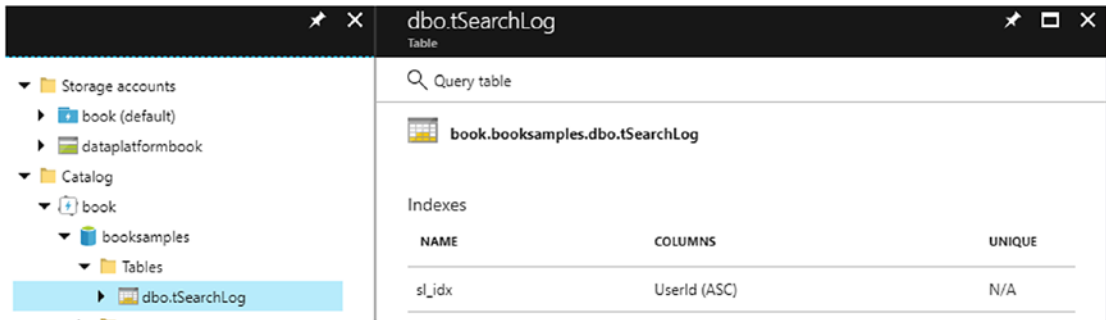 dbo.tSearchLog
Table
Storage accounts
book (default)
dataplatformbook
Catalog
book
booksamples
Tables
dbo.tSearchLog
Query table
book.booksamples.dbo.tSearchLog
Indexes
NAME COLUMNS UNIQUE
sl_idx UserId (ASC) N/A